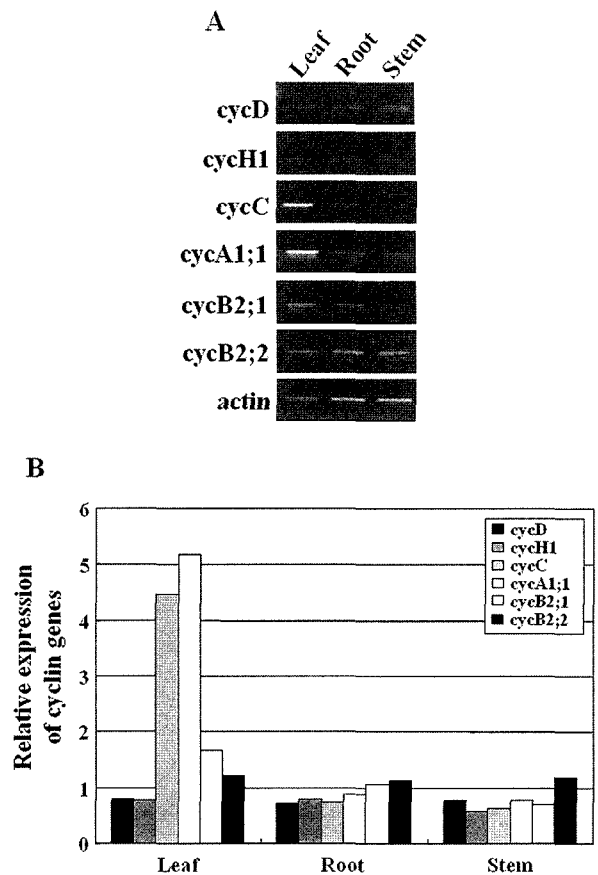 A
Leaf Root Stem
cycD
cycH1
cycC
cycA1;1
cycB2;1
cycB2;2
actin
B
Relative expression
of cyclin genes
6
5
4
3
2
1
0
cycD
cycH1
cycC
cycA1;1
cycB2;1
cycB2;2
Leaf Root Stem